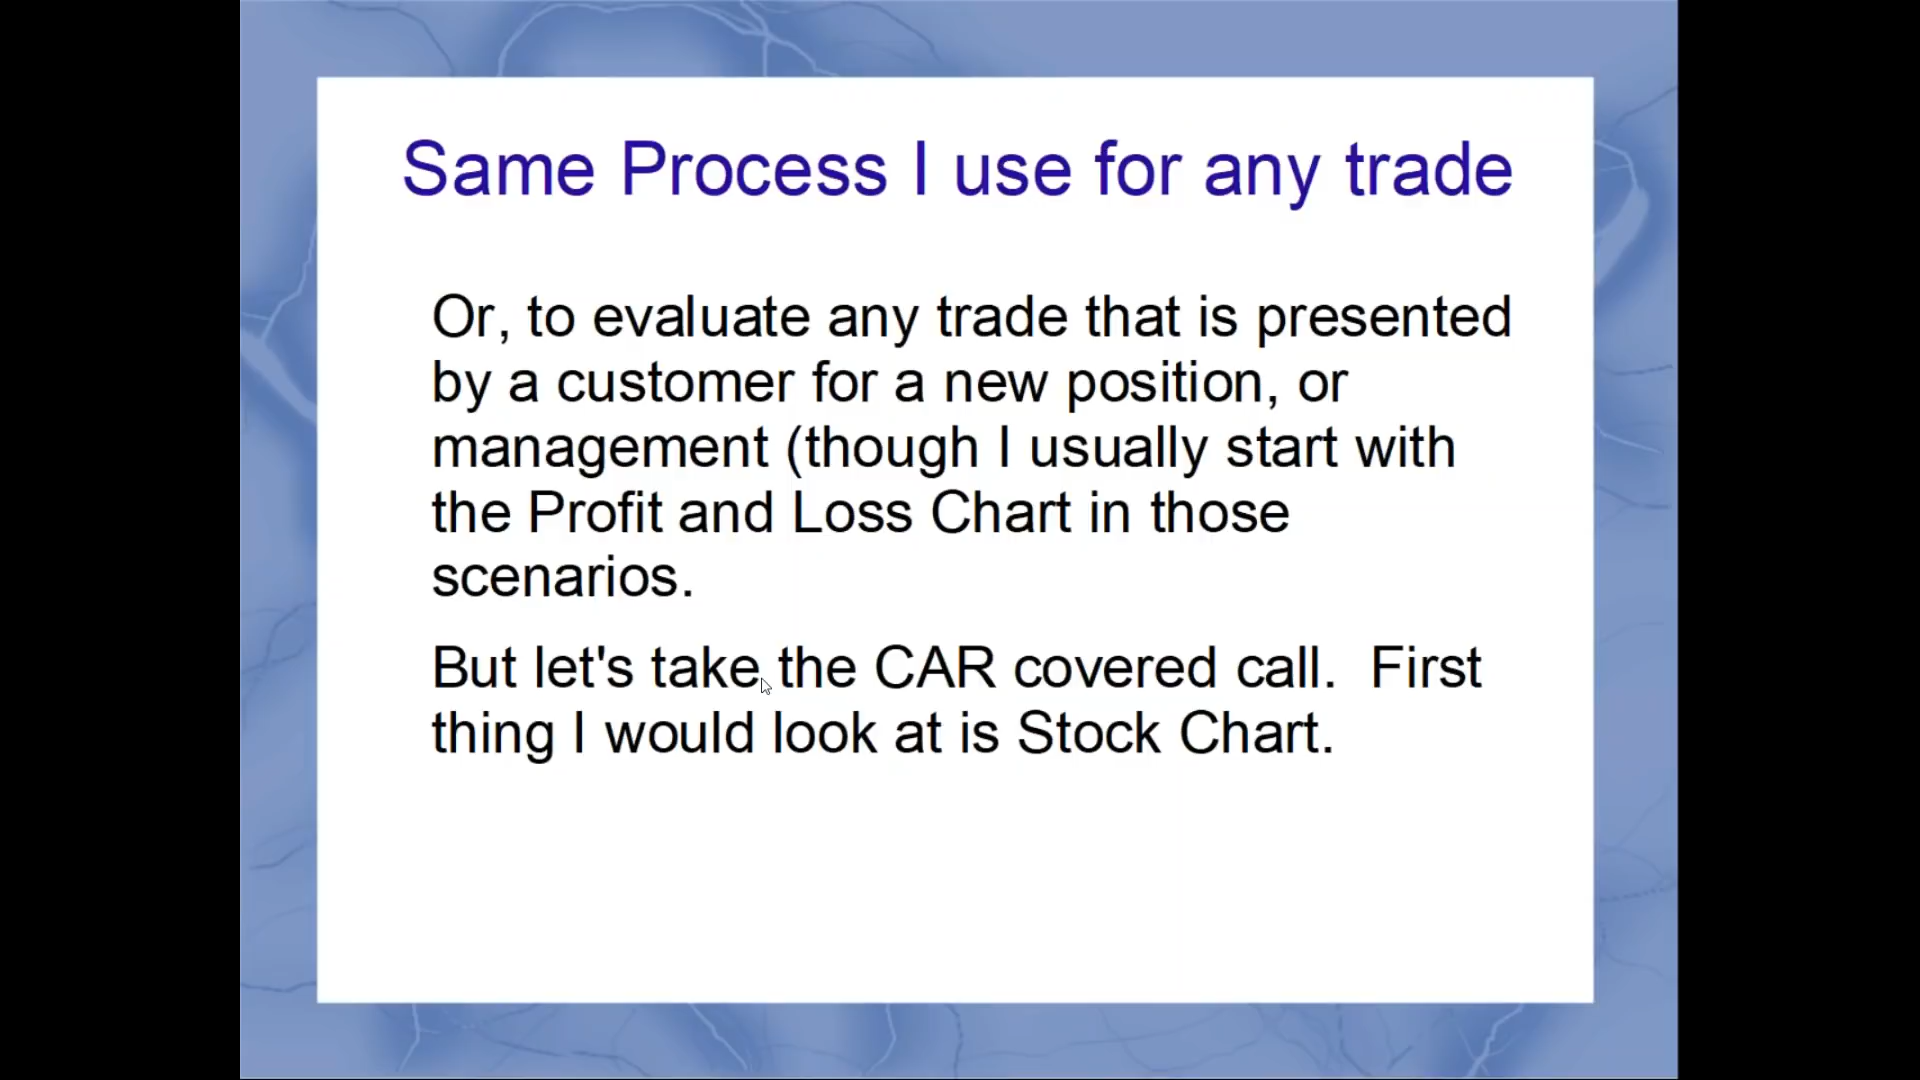 Same Process I use for any trade
Or, to evaluate any trade that is presented
by a customer for a new position, or
management (though I usually start with
the Profit and Loss Chart in those
scenarios.
But let's take the CAR covered call.  First
thing I would look at is Stock Chart.